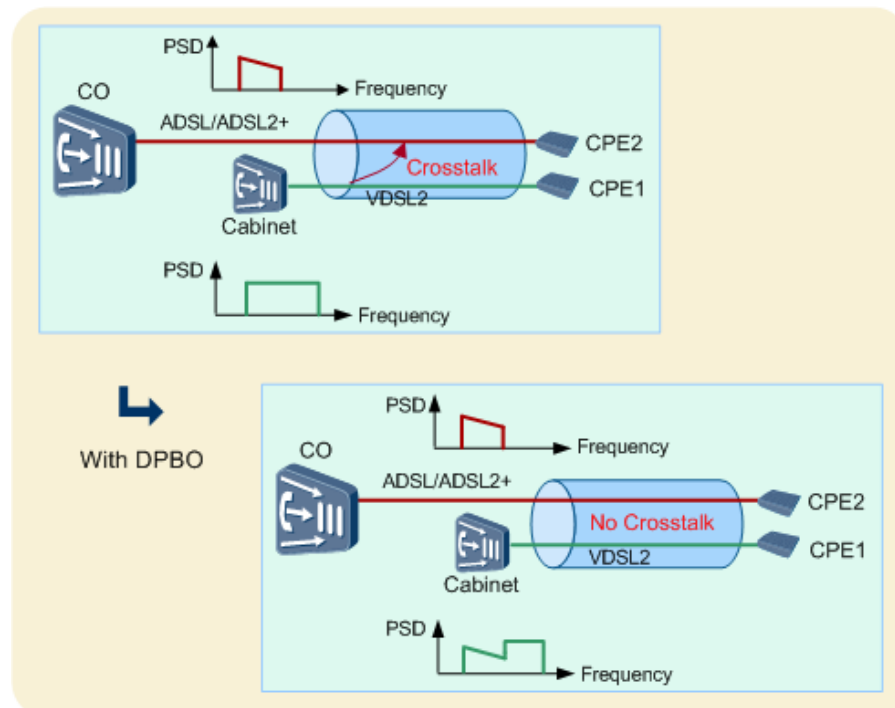 PSD
Frequency
CO
ADSL/ADSL2+
CPE2
Crosstalk
CPE1
VDSL2
Cabinet
PSD
Frequency
With DPBO
PSD
Frequency
CO
ADSL/ADSL2+
CPE2
No Crosstalk
CPE1
VDSL2
Cabinet
PSD
Frequency